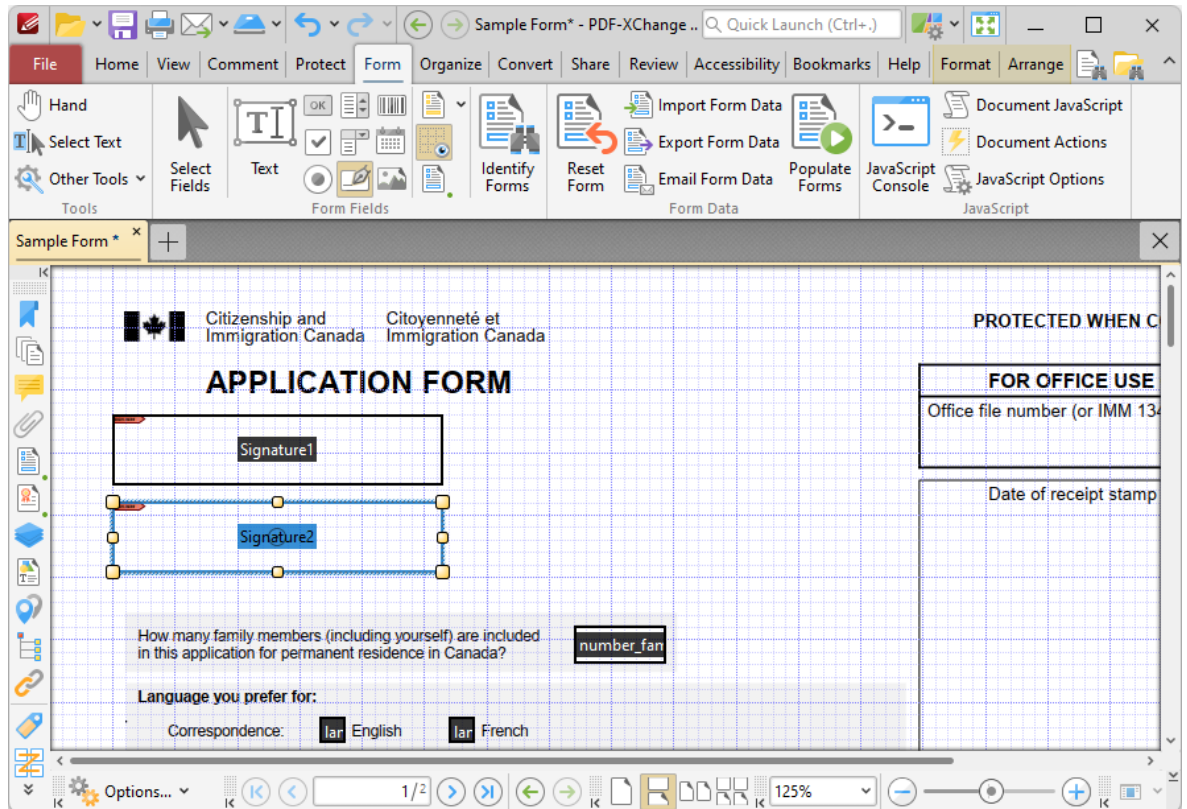 Sample Form* - PDF-XChange ..
Quick Launch (Ctrl+.)
File Home View Comment Protect Form Organize Convert Share Review Accessibility Bookmarks Help Format Arrange
Hand
Select Text
Other Tools
Tools
Select Fields
Text
OK
Form Fields
Identify Forms
Reset Form
Import Form Data
Export Form Data
Email Form Data
Populate Forms
Form Data
JavaScript Console
Document JavaScript
Document Actions
JavaScript Options
JavaScript
Sample Form *
Citizenship and
Immigration Canada
Citoyenneté et
Immigration Canada
PROTECTED WHEN C
APPLICATION FORM
FOR OFFICE USE
Office file number (or IMM 134
Signature1
Date of receipt stamp
Signature2
How many family members (including yourself) are included
in this application for permanent residence in Canada?
number_fan
Language you prefer for:
Correspondence: lar English lar French
Options...
1/2
125%